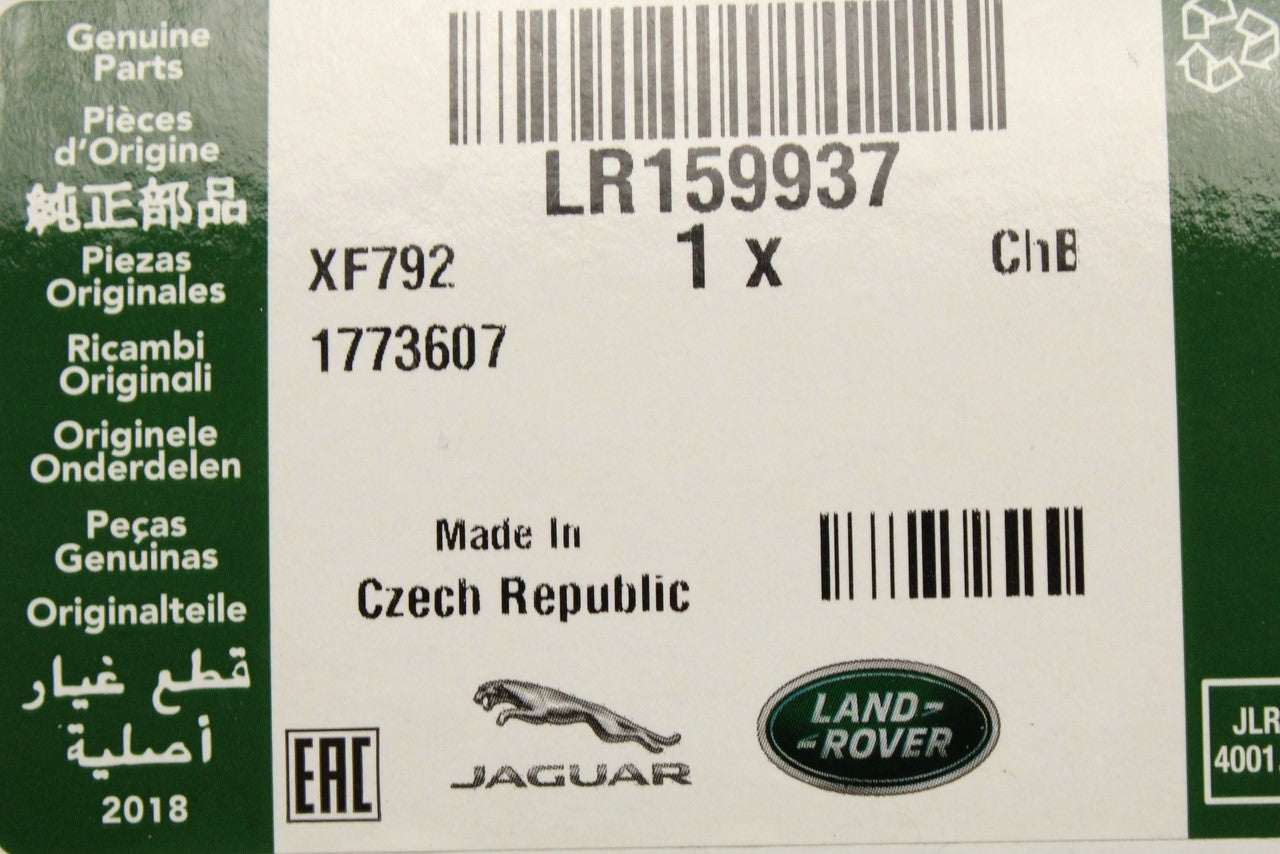 Genuine
Parts
Pièces
d'Origine
純正部品
Piezas
Originales
Ricambi
Originali
Originele
Onderdelen
Peças
Genuinas
Originalteile
قطع غيار
أصلية
2018
LR159937
1 x
XF792
ChB
1773607
Made In
Czech Republic
EAC
JAGUAR
LAND-
-ROVER
JLR
4001